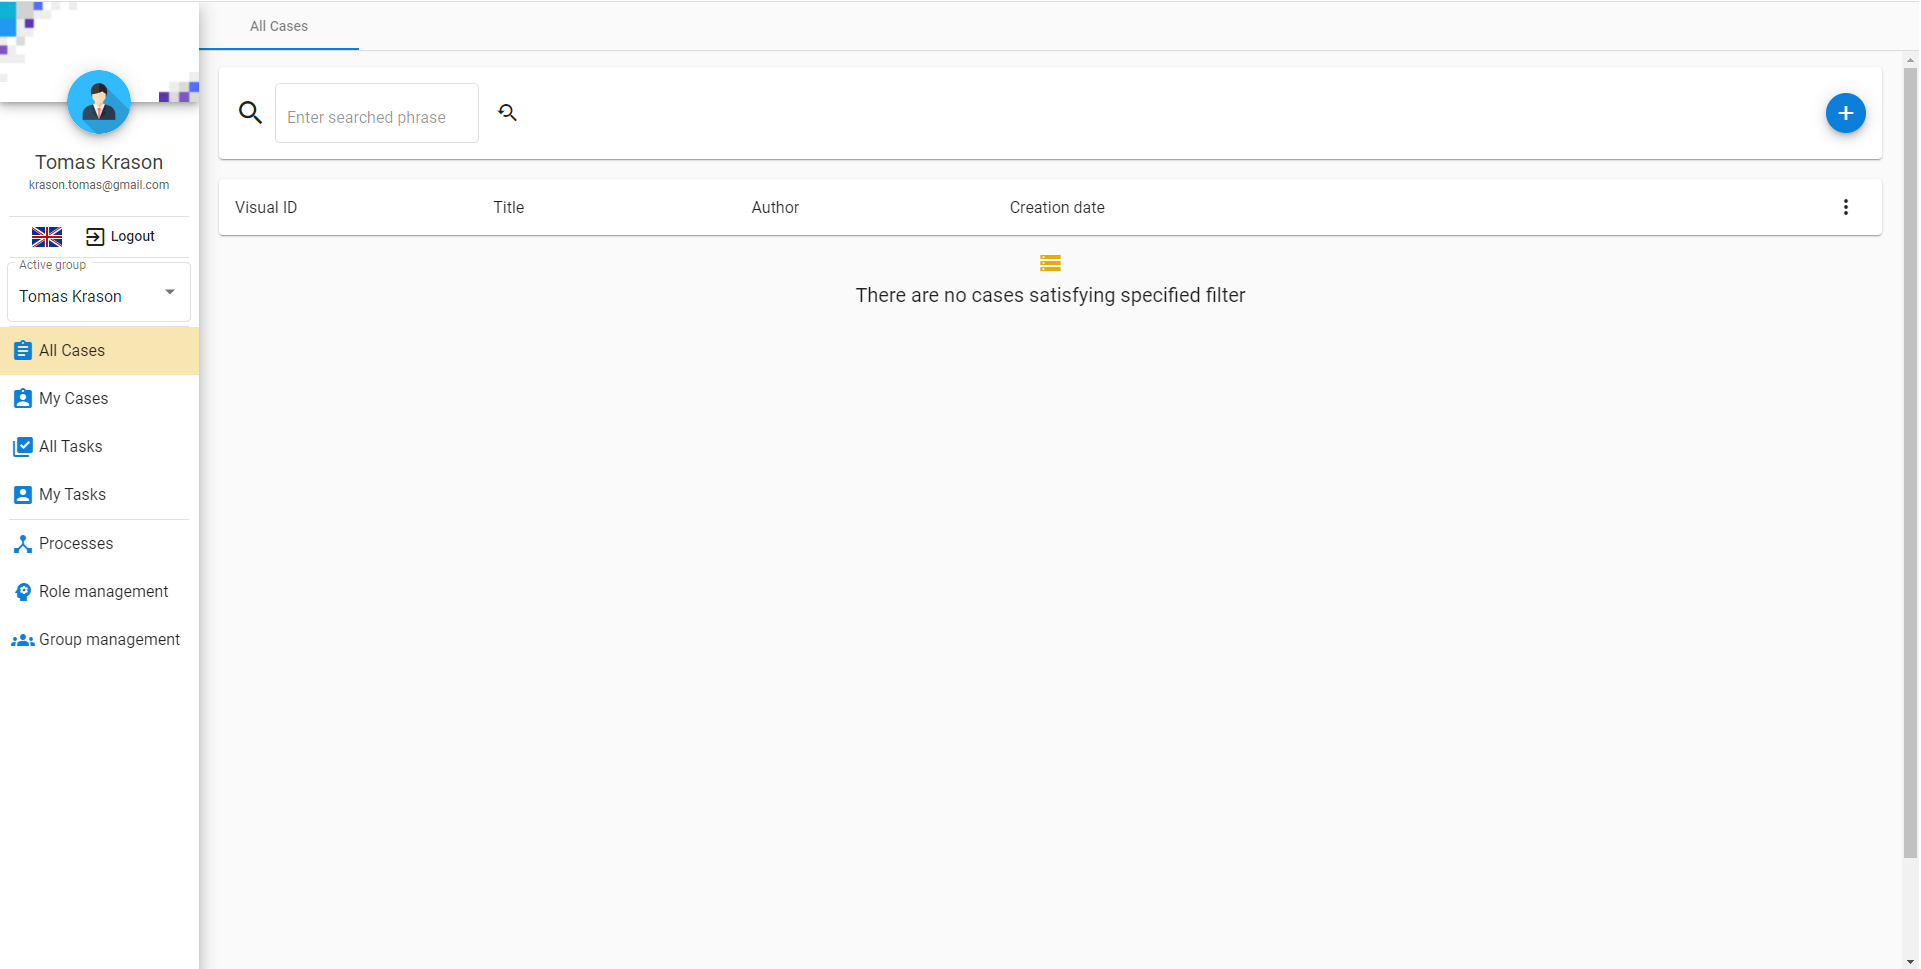 All Cases
Enter searched phrase
Tomas Krason
krason.tomas@gmail.com
Logout
Active group
Tomas Krason
All Cases
My Cases
All Tasks
My Tasks
Processes
Role management
Group management
Visual ID Title Author Creation date
There are no cases satisfying specified filter